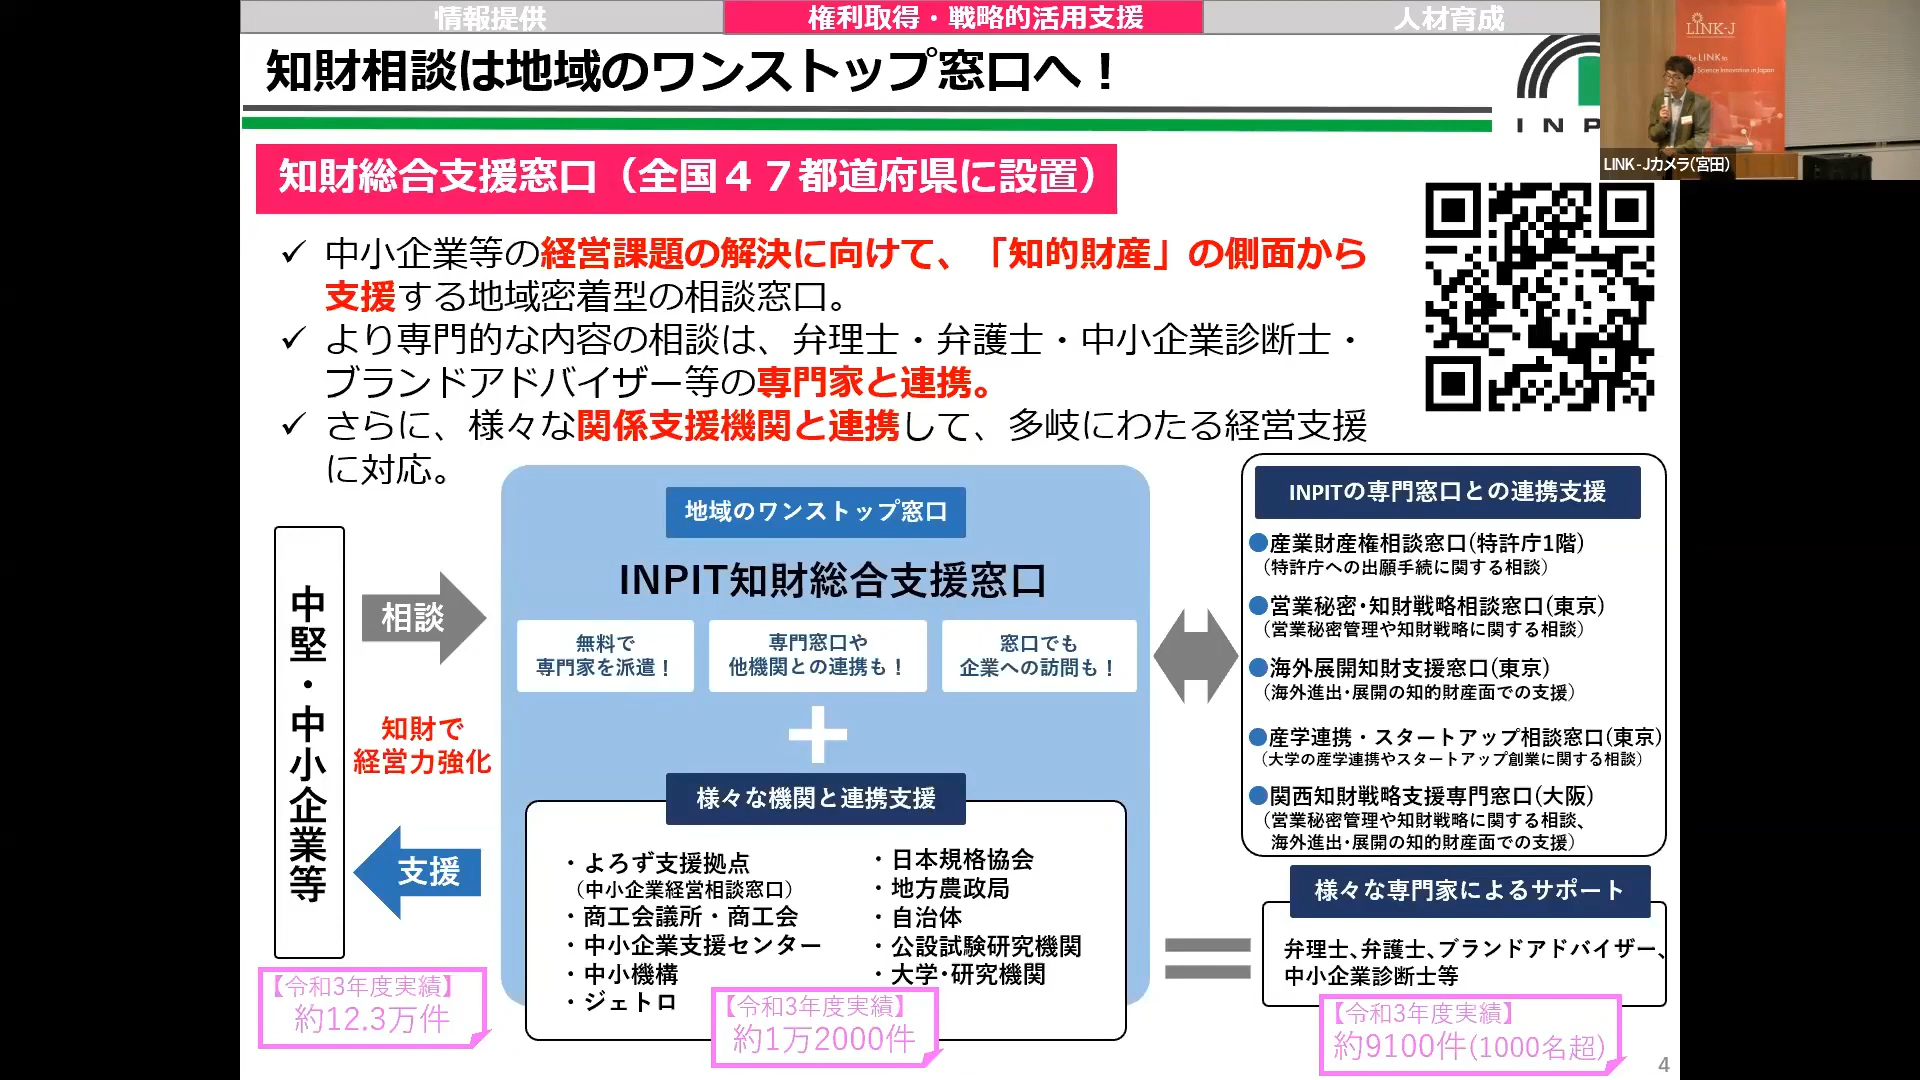 情報提供
権利取得・戦略的活用支援
人材育成
知財相談は地域のワンストップ窓口へ！
INP
LINK-J
The LINK to
Science Innovation in Japan
LINK-Jカメラ(宮田)
知財総合支援窓口（全国４７都道府県に設置）
✓ 中小企業等の経営課題の解決に向けて、「知的財産」の側面から
支援する地域密着型の相談窓口。
✓ より専門的な内容の相談は、弁理士・弁護士・中小企業診断士・
ブランドアドバイザー等の専門家と連携。
✓ さらに、様々な関係支援機関と連携して、多岐にわたる経営支援
に対応。
中堅・中小企業等
相談
知財で
経営力強化
支援
【令和3年度実績】
約12.3万件
地域のワンストップ窓口
INPIT知財総合支援窓口
無料で
専門家を派遣！
専門窓口や
他機関との連携も！
窓口でも
企業への訪問も！
様々な機関と連携支援
・よろず支援拠点
（中小企業経営相談窓口）
・商工会議所・商工会
・中小企業支援センター
・中小機構
・ジェトロ
・日本規格協会
・地方農政局
・自治体
・公設試験研究機関
・大学･研究機関
【令和3年度実績】
約1万2000件
INPITの専門窓口との連携支援
●産業財産権相談窓口(特許庁1階)
（特許庁への出願手続に関する相談）
●営業秘密･知財戦略相談窓口(東京)
（営業秘密管理や知財戦略に関する相談）
●海外展開知財支援窓口(東京)
（海外進出･展開の知的財産面での支援）
●産学連携・スタートアップ相談窓口(東京)
（大学の産学連携やスタートアップ創業に関する相談）
●関西知財戦略支援専門窓口(大阪)
（営業秘密管理や知財戦略に関する相談、
海外進出･展開の知的財産面での支援）
様々な専門家によるサポート
弁理士､弁護士､ブランドアドバイザー､
中小企業診断士等
【令和3年度実績】
約9100件(1000名超)
4